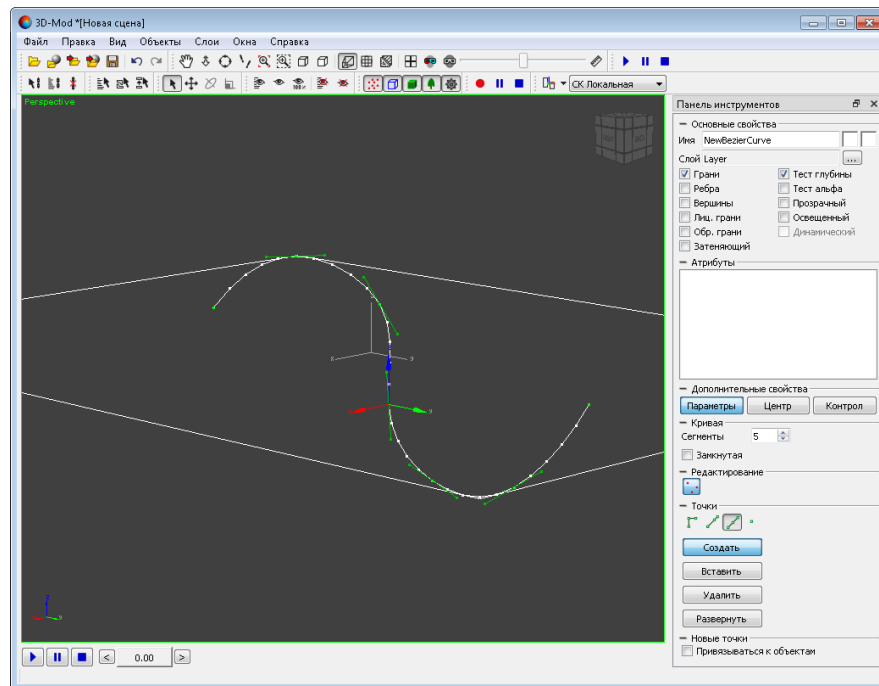 3D-Mod *[Новая сцена]
Файл Правка Вид Объекты Слои Окна Справка
100%
СК Локальная
Perspective
Панель инструментов
Основные свойства
Имя NewBezierCurve
Слой Layer ...
Грани Тест глубины
Ребра Тест альфа
Вершины Прозрачный
Лиц. грани Освещенный
Обр. грани Динамический
Затеняющий
Атрибуты
Дополнительные свойства
Параметры Центр Контрол
Кривая
Сегменты 5
Замкнутая
Редактирование
Точки
Создать
Вставить
Удалить
Развернуть
Новые точки
Привязываться к объектам
< 0.00 >